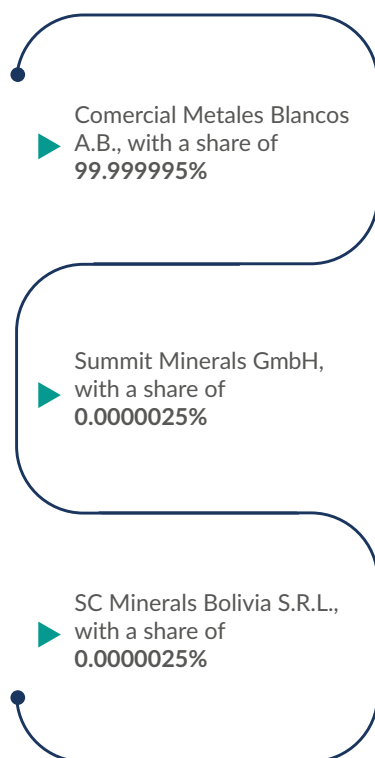 Comercial Metales Blancos
A.B., with a share of
99.999995%
Summit Minerals GmbH,
with a share of
0.0000025%
SC Minerals Bolivia S.R.L.,
with a share of
0.0000025%